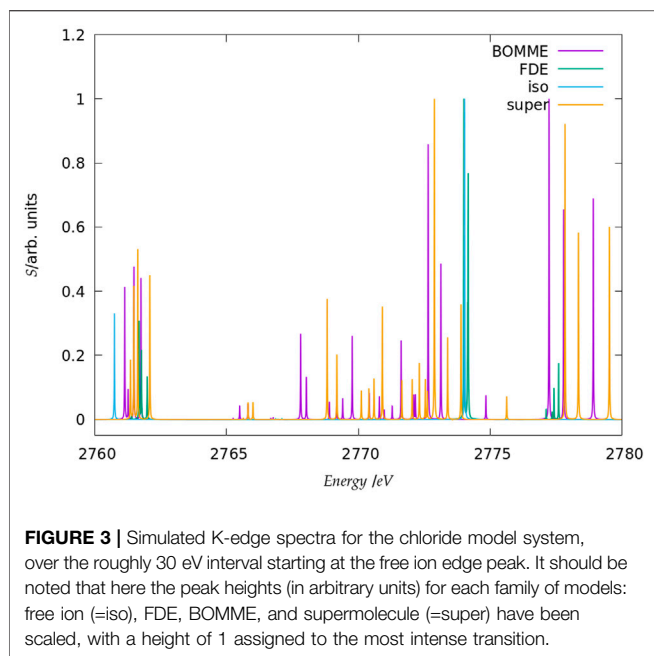 1.2
1
0.8
0.6
0.4
0.2
0
S/arb. units
BOMME
FDE
iso
super
2760 2765 2770 2775 2780
Energy /eV
FIGURE 3 | Simulated K-edge spectra for the chloride model system,
over the roughly 30 eV interval starting at the free ion edge peak. It should be
noted that here the peak heights (in arbitrary units) for each family of models:
free ion (=iso), FDE, BOMME, and supermolecule (=super) have been
scaled, with a height of 1 assigned to the most intense transition.